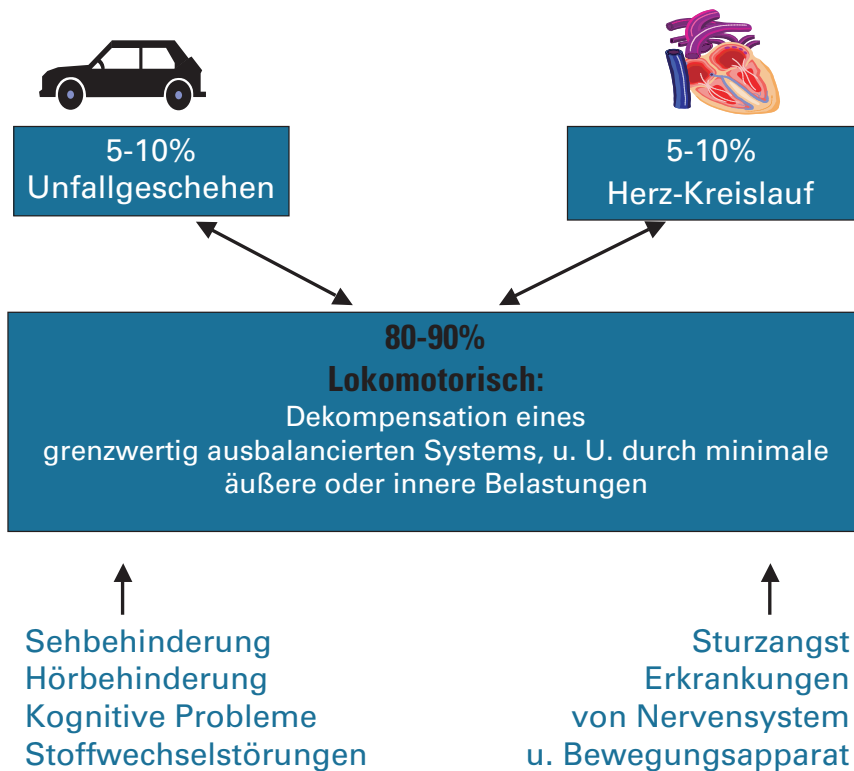 5-10%
Unfallgeschehen
5-10%
Herz-Kreislauf
80-90%
Lokomotorisch:
Dekompensation eines
grenzwertig ausbalancierten Systems, u. U. durch minimale
äußere oder innere Belastungen
Sehbehinderung
Hörbehinderung
Kognitive Probleme
Stoffwechselstörungen
Sturzangst
Erkrankungen
von Nervensystem
u. Bewegungsapparat